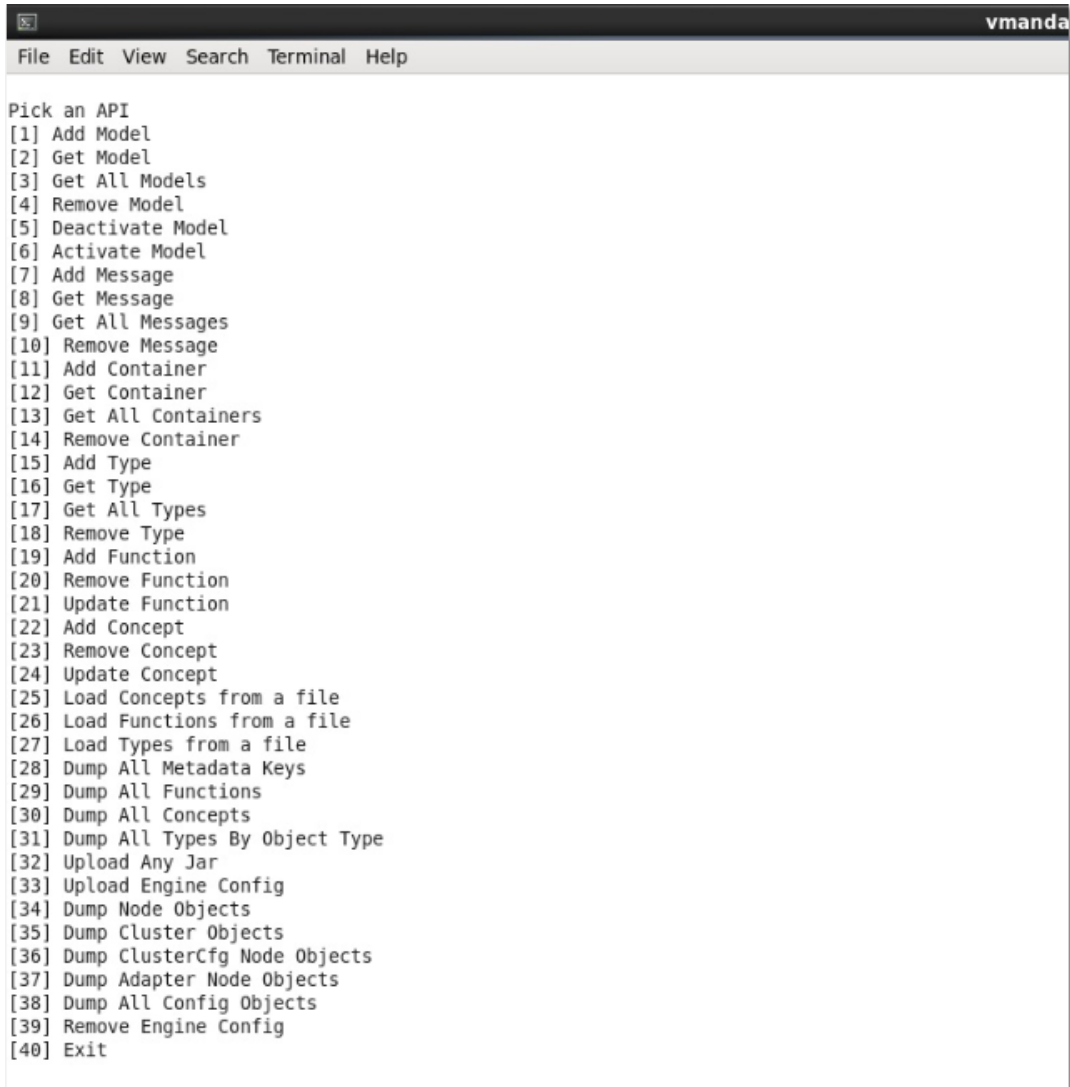 vmanda
File Edit View Search Terminal Help
Pick an API
[1] Add Model
[2] Get Model
[3] Get All Models
[4] Remove Model
[5] Deactivate Model
[6] Activate Model
[7] Add Message
[8] Get Message
[9] Get All Messages
[10] Remove Message
[11] Add Container
[12] Get Container
[13] Get All Containers
[14] Remove Container
[15] Add Type
[16] Get Type
[17] Get All Types
[18] Remove Type
[19] Add Function
[20] Remove Function
[21] Update Function
[22] Add Concept
[23] Remove Concept
[24] Update Concept
[25] Load Concepts from a file
[26] Load Functions from a file
[27] Load Types from a file
[28] Dump All Metadata Keys
[29] Dump All Functions
[30] Dump All Concepts
[31] Dump All Types By Object Type
[32] Upload Any Jar
[33] Upload Engine Config
[34] Dump Node Objects
[35] Dump Cluster Objects
[36] Dump ClusterCfg Node Objects
[37] Dump Adapter Node Objects
[38] Dump All Config Objects
[39] Remove Engine Config
[40] Exit